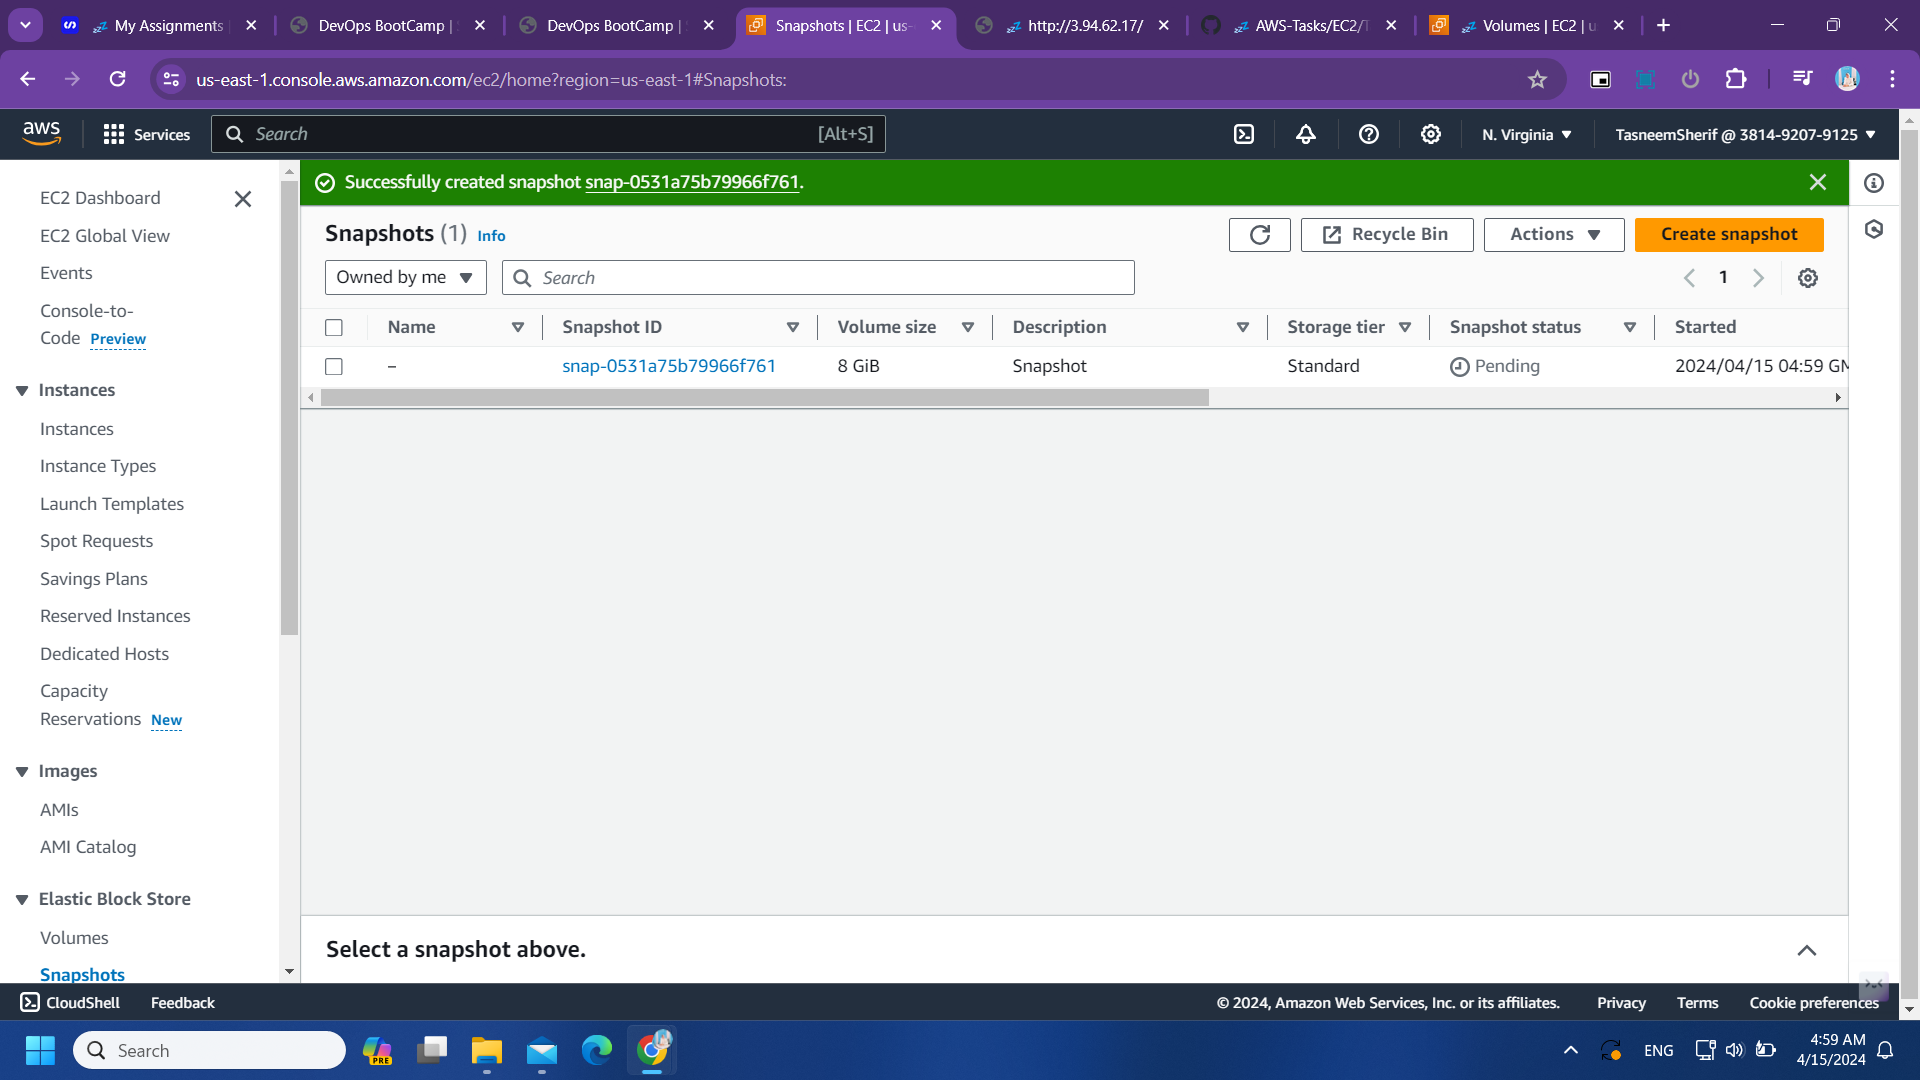 My Assignments
DevOps BootCamp |
DevOps BootCamp |
Snapshots | EC2 | us-
http://3.94.62.17/
AWS-Tasks/EC2/T
Volumes | EC2 | u
us-east-1.console.aws.amazon.com/ec2/home?region=us-east-1#Snapshots:
aws
Services
Search
[Alt+S]
N. Virginia
TasneemSherif @ 3814-9207-9125
EC2 Dashboard
EC2 Global View
Events
Console-to-
Code Preview
Instances
Instances
Instance Types
Launch Templates
Spot Requests
Savings Plans
Reserved Instances
Dedicated Hosts
Capacity
Reservations New
Images
AMIs
AMI Catalog
Elastic Block Store
Volumes
Snapshots
Successfully created snapshot snap-0531a75b79966f761.
Snapshots (1) Info
Recycle Bin
Actions
Create snapshot
Owned by me
Search
1
Name
Snapshot ID
Volume size
Description
Storage tier
Snapshot status
Started
–
snap-0531a75b79966f761
8 GiB
Snapshot
Standard
Pending
2024/04/15 04:59 GM
Select a snapshot above.
CloudShell
Feedback
© 2024, Amazon Web Services, Inc. or its affiliates.
Privacy
Terms
Cookie preferences
Search
PRE
ENG
4:59 AM
4/15/2024